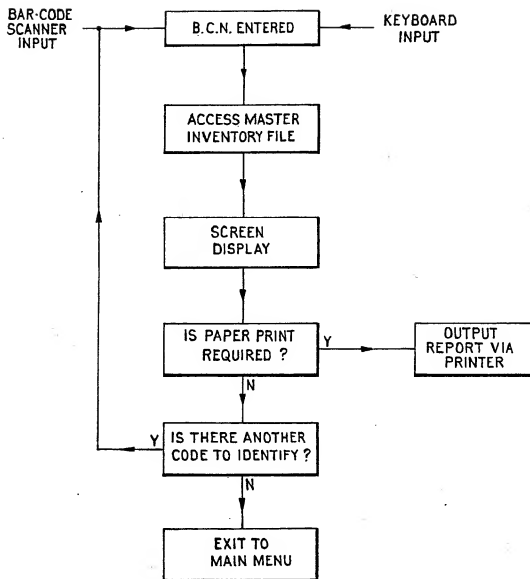 BAR-CODE
SCANNER
INPUT
B.C.N. ENTERED
KEYBOARD
INPUT
ACCESS MASTER
INVENTORY FILE
SCREEN
DISPLAY
IS PAPER PRINT
REQUIRED ?
Y
OUTPUT
REPORT VIA
PRINTER
N
Y
IS THERE ANOTHER
CODE TO IDENTIFY ?
N
EXIT TO
MAIN MENU